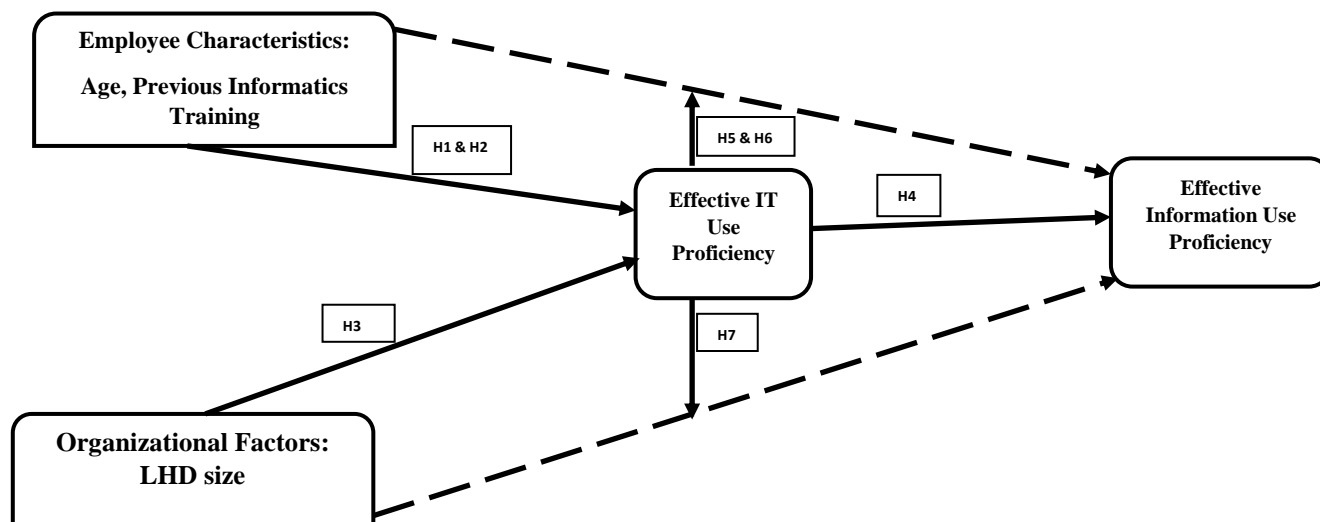 Employee Characteristics:
Age, Previous Informatics
Training
H1 & H2
H5 & H6
Effective IT
Use
Proficiency
H4
Effective
Information Use
Proficiency
H3
H7
Organizational Factors:
LHD size